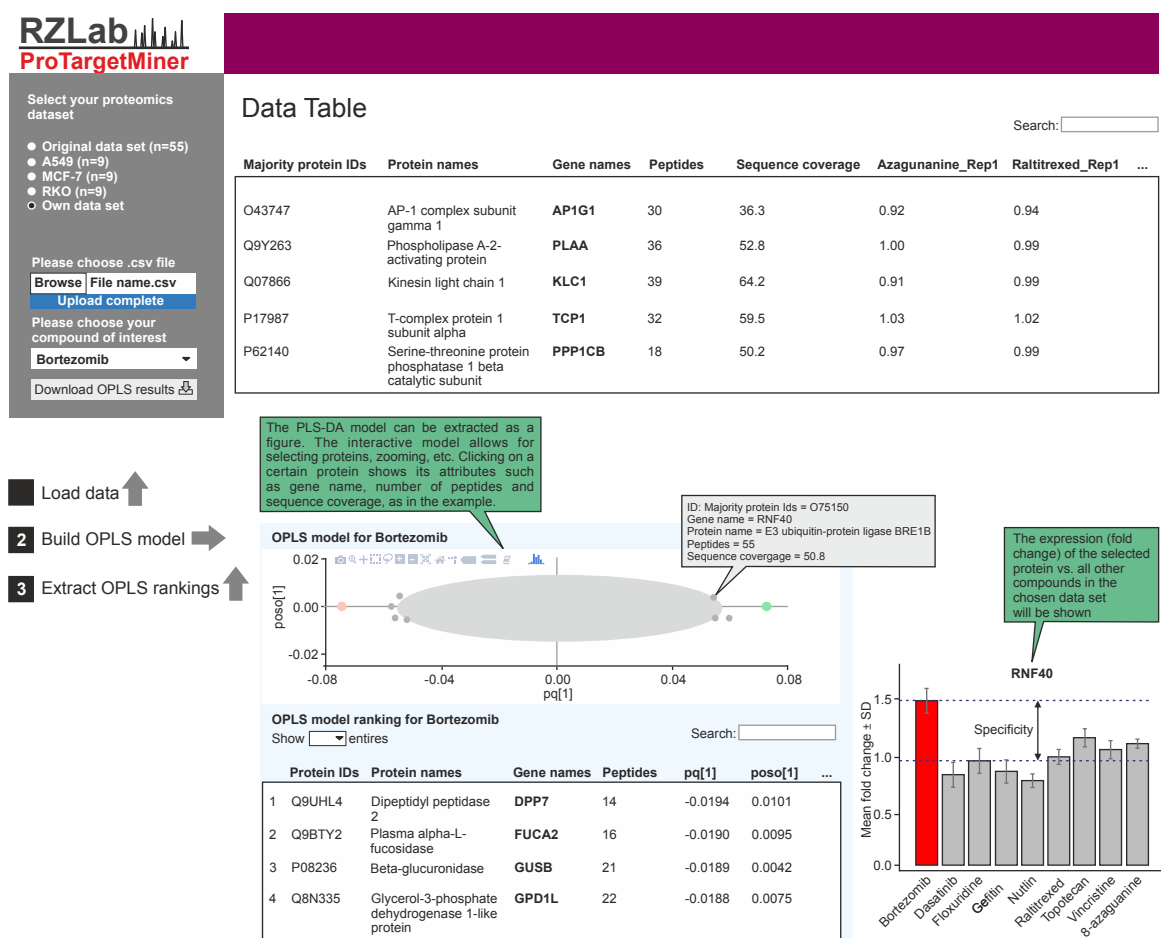 RZLab
ProTargetMiner
Select your proteomics
dataset
Original data set (n=55)
A549 (n=9)
MCF-7 (n=9)
RKO (n=9)
Own data set
Please choose .csv file
Browse File name.csv
Upload complete
Please choose your
compound of interest
Bortezomib
Download OPLS results
Load data
2 Build OPLS model
3 Extract OPLS rankings
Data Table
Search:
Majority protein IDs Protein names Gene names Peptides Sequence coverage Azagunanine_Rep1 Raltitrexed_Rep1 ...
O43747 AP-1 complex subunit AP1G1 30 36.3 0.92 0.94
gamma 1
Q9Y263 Phospholipase A-2- PLAA 36 52.8 1.00 0.99
activating protein
Q07866 Kinesin light chain 1 KLC1 39 64.2 0.91 0.99
P17987 T-complex protein 1 TCP1 32 59.5 1.03 1.02
subunit alpha
P62140 Serine-threonine protein PPP1CB 18 50.2 0.97 0.99
phosphatase 1 beta
catalytic subunit
The PLS-DA model can be extracted as a
figure. The interactive model allows for
selecting proteins, zooming, etc. Clicking on a
certain protein shows its attributes such
as gene name, number of peptides and
sequence coverage, as in the example.
ID: Majority protein Ids = O75150
Gene name = RNF40
Protein name = E3 ubiquitin-protein ligase BRE1B
Peptides = 55
Sequence covergage = 50.8
OPLS model for Bortezomib
0.02
0.00
-0.02
poso[1]
-0.08 -0.04 0.00 0.04 0.08
pq[1]
OPLS model ranking for Bortezomib
Show entires
Search:
Protein IDs Protein names Gene names Peptides pq[1] poso[1] ...
1 Q9UHL4 Dipeptidyl peptidase DPP7 14 -0.0194 0.0101
2
2 Q9BTY2 Plasma alpha-L- FUCA2 16 -0.0190 0.0095
fucosidase
3 P08236 Beta-glucuronidase GUSB 21 -0.0189 0.0042
4 Q8N335 Glycerol-3-phosphate GPD1L 22 -0.0188 0.0075
dehydrogenase 1-like
protein
The expression (fold
change) of the selected
protein vs. all other
compounds in the
chosen data set
will be shown
RNF40
Mean fold change ± SD
1.5
1.0
0.5
0.0
Specificity
Bortezomib
Dasatinib
Floxuridine
Gefitin
Nutlin
Raltitrexed
Topotecan
Vincristine
8-azaguanine